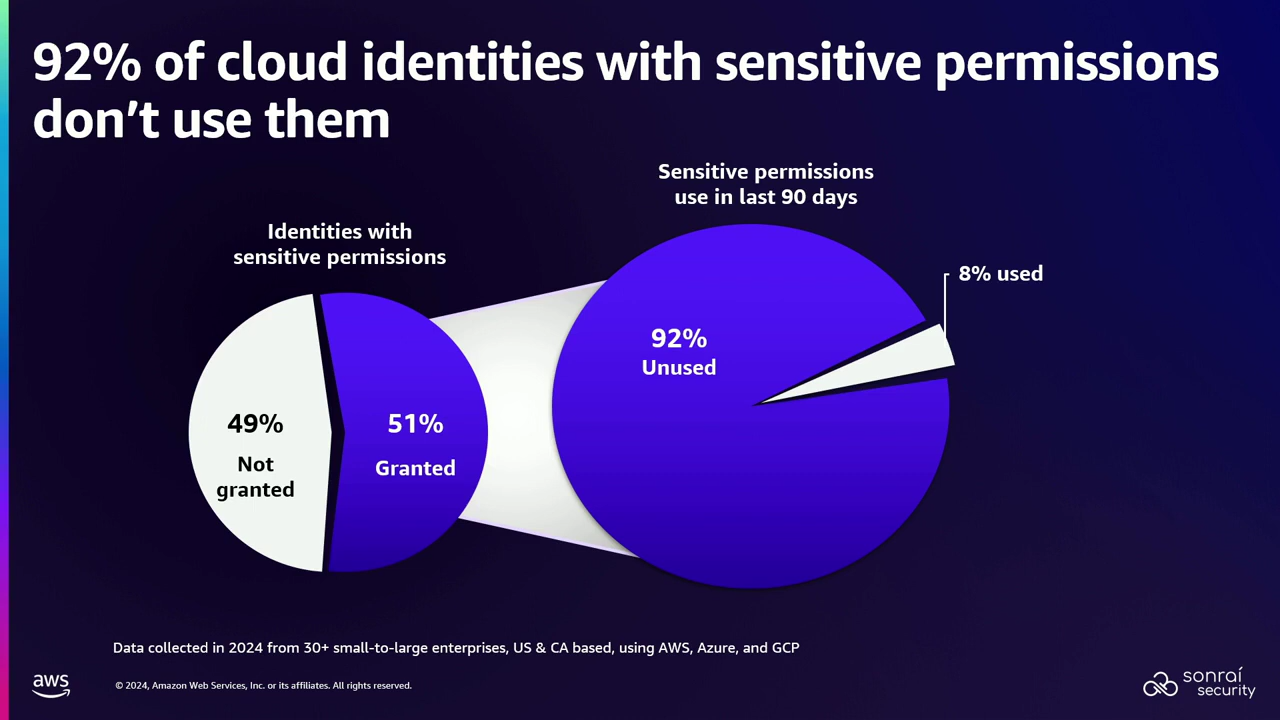 92% of cloud identities with sensitive permissions
don't use them
Sensitive permissions
use in last 90 days
Identities with
sensitive permissions
8% used
92%
Unused
49%
Not
granted
51%
Granted
Data collected in 2024 from 30+ small-to-large enterprises, US & CA based, using AWS, Azure, and GCP
aws
© 2024, Amazon Web Services, Inc. or its affiliates. All rights reserved.
sonraí
security